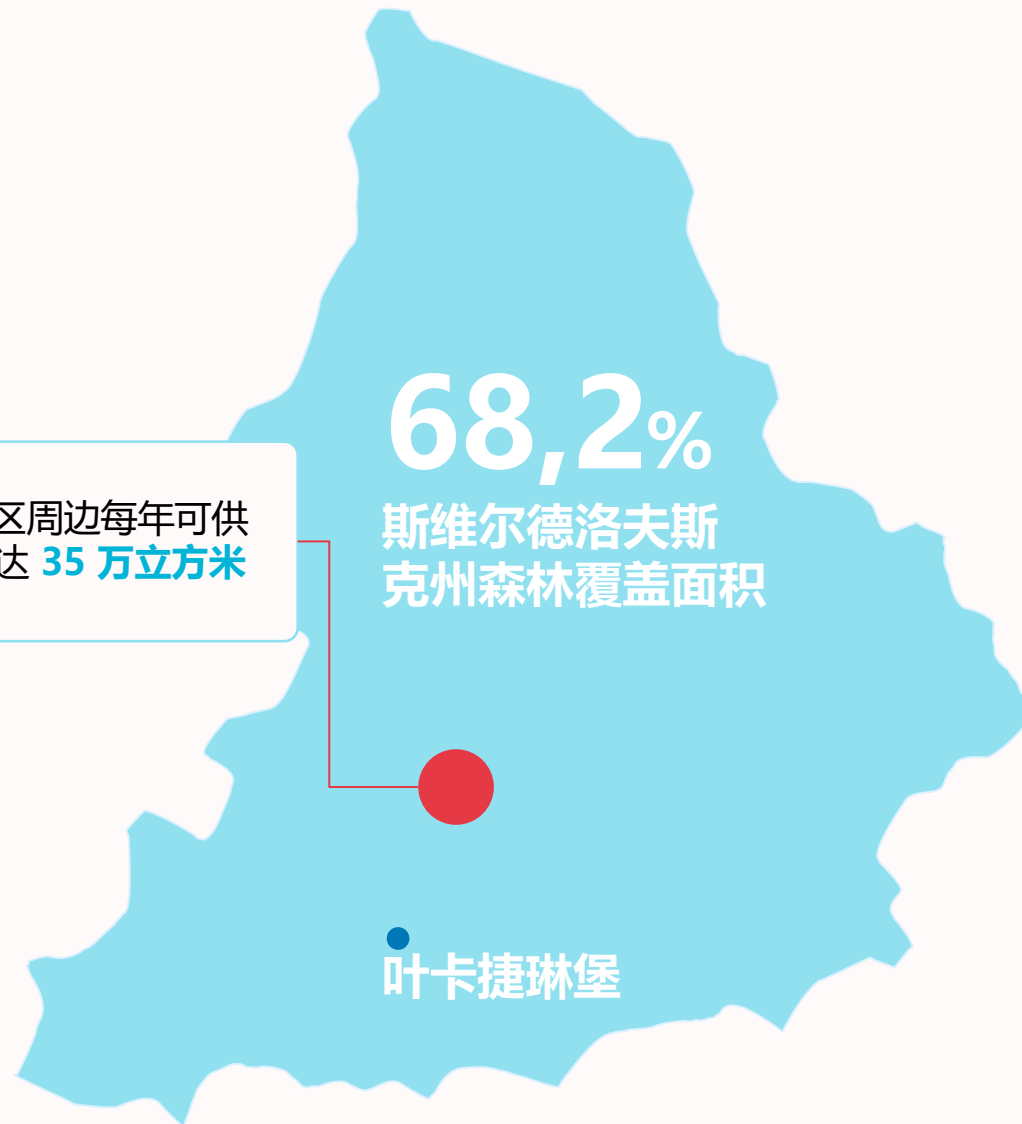 68,2%
斯维尔德洛夫斯
克州森林覆盖面积
区周边每年可供
达 35 万立方米
叶卡捷琳堡